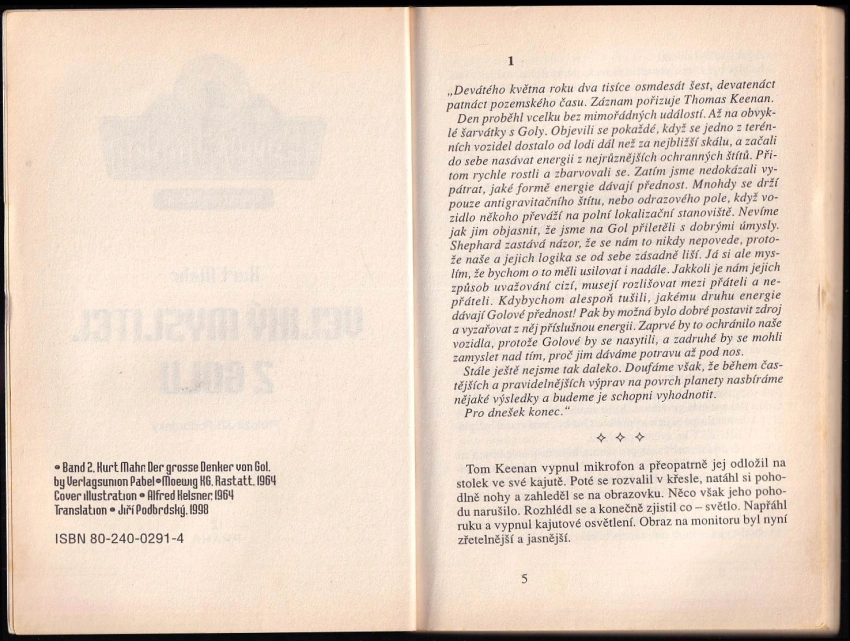 • Band 2, Kurt Mahr: Der grosse Denker von Gol,
by Verlagsunion Pabel•Moewig KG, Rastatt, 1964
Cover illustration • Alfred Kelsner, 1964
Translation • Jiří Podbrdský, 1998
ISBN 80-240-0291-4
1
„Devátého května roku dva tisíce osmdesát šest, devatenáct
patnáct pozemského času. Záznam pořizuje Thomas Keenan.
Den proběhl vcelku bez mimořádných událostí. Až na obvyk-
lé šarvátky s Goly. Objevili se pokaždé, když se jedno z terén-
ních vozidel dostalo od lodi dál než za nejbližší skálu, a začali
do sebe nasávat energii z nejrůznějších ochranných štítů. Při-
tom rychle rostli a zbarvovali se. Zatím jsme nedokázali vy-
pátrat, jaké formě energie dávají přednost. Mnohdy se drží
pouze antigravitačního štítu, nebo odrazového pole, když vo-
zidlo někoho převáží na polní lokalizační stanoviště. Nevíme
jak jim objasnit, že jsme na Gol přiletěli s dobrými úmysly.
Shephard zastává názor, že se nám to nikdy nepovede, proto-
že naše a jejich logika se od sebe zásadně liší. Já si ale mys-
lím, že bychom o to měli usilovat i nadále. Jakkoli je nám jejich
způsob uvažování cizí, musejí rozlišovat mezi přáteli a ne-
přáteli. Kdybychom alespoň tušili, jakému druhu energie
dávají Golové přednost! Pak by možná bylo dobré postavit zdroj
a vyzařovat z něj příslušnou energii. Zaprvé by to ochránilo naše
vozidla, protože Golové by se nasytili, a zadruhé by se mohli
zamyslet nad tím, proč jim dáváme potravu až pod nos.
Stále ještě nejsme tak daleko. Doufáme však, že během čas-
tějších a pravidelnějších výprav na povrch planety nasbíráme
nějaké výsledky a budeme je schopni vyhodnotit.
Pro dnešek konec.“
Tom Keenan vypnul mikrofon a přeopatrně jej odložil na
stolek ve své kajutě. Poté se rozvalil v křesle, natáhl si poho-
dlně nohy a zahleděl se na obrazovku. Něco však jeho poho-
du narušilo. Rozhlédl se a konečně zjistil co – světlo. Napřáhl
ruku a vypnul kajutové osvětlení. Obraz na monitoru byl nyní
zřetelnější a jasnější.
5